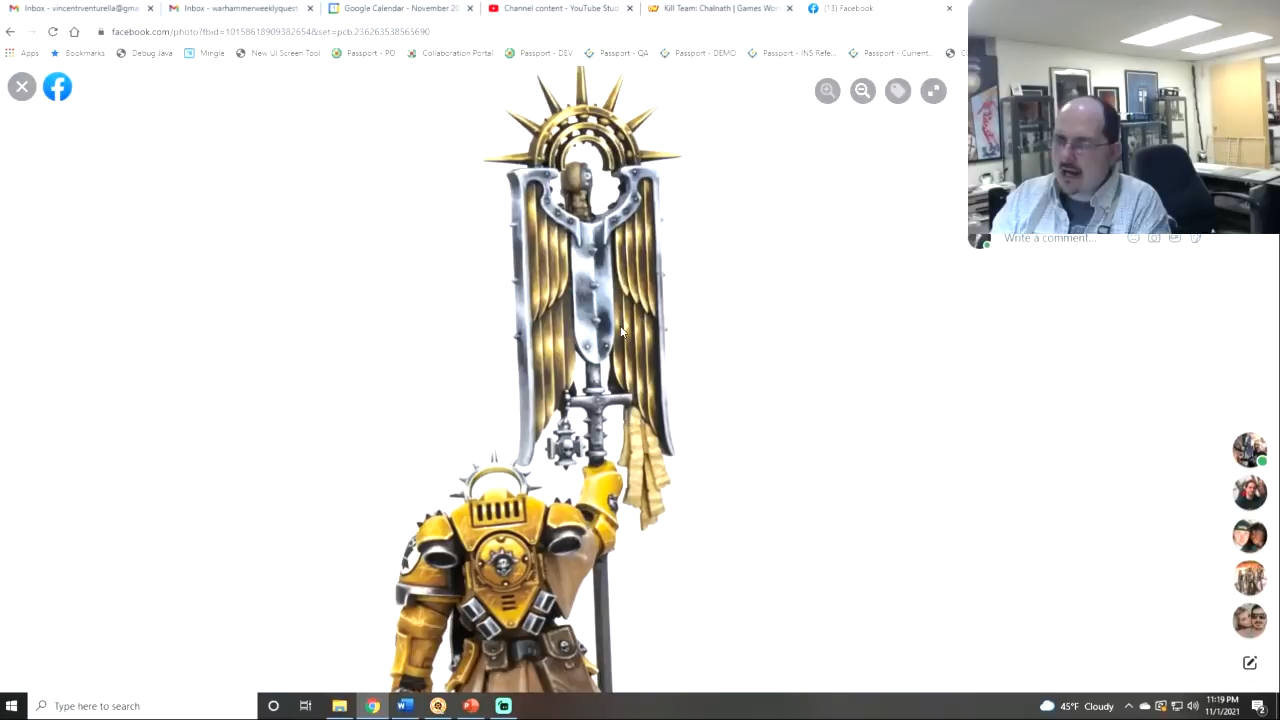 Inbox - vincentrventurella@gma
Inbox - warhammerweeklyquest
Google Calendar - November 20
Channel content - YouTube Stud
Kill Team: Chalnath | Games Wor
(13) Facebook
facebook.com/photo?fbid=10158618909382654&set=pcb.236263538565690
Apps
Bookmarks
Debug Java
Mingle
New UI Screen Tool
Passport - PO
Collaboration Portal
Passport - DEV
Passport - QA
Passport - DEMO
Passport - INS Refe...
Passport - Current...
Write a comment...
Type here to search
45°F Cloudy
11:19 PM
11/1/2021
2